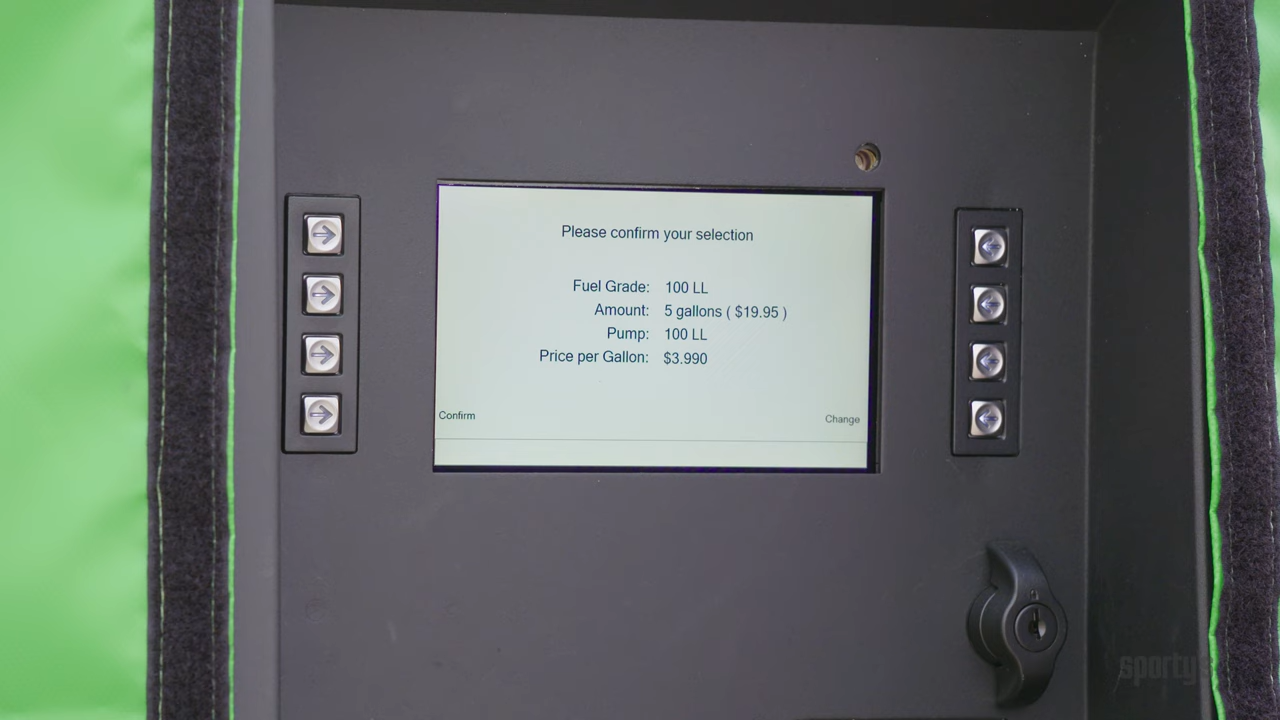 Please confirm your selection
Fuel Grade: 100 LL
Amount: 5 gallons ( $19.95 )
Pump: 100 LL
Price per Gallon: $3.990
Confirm
Change
sporty